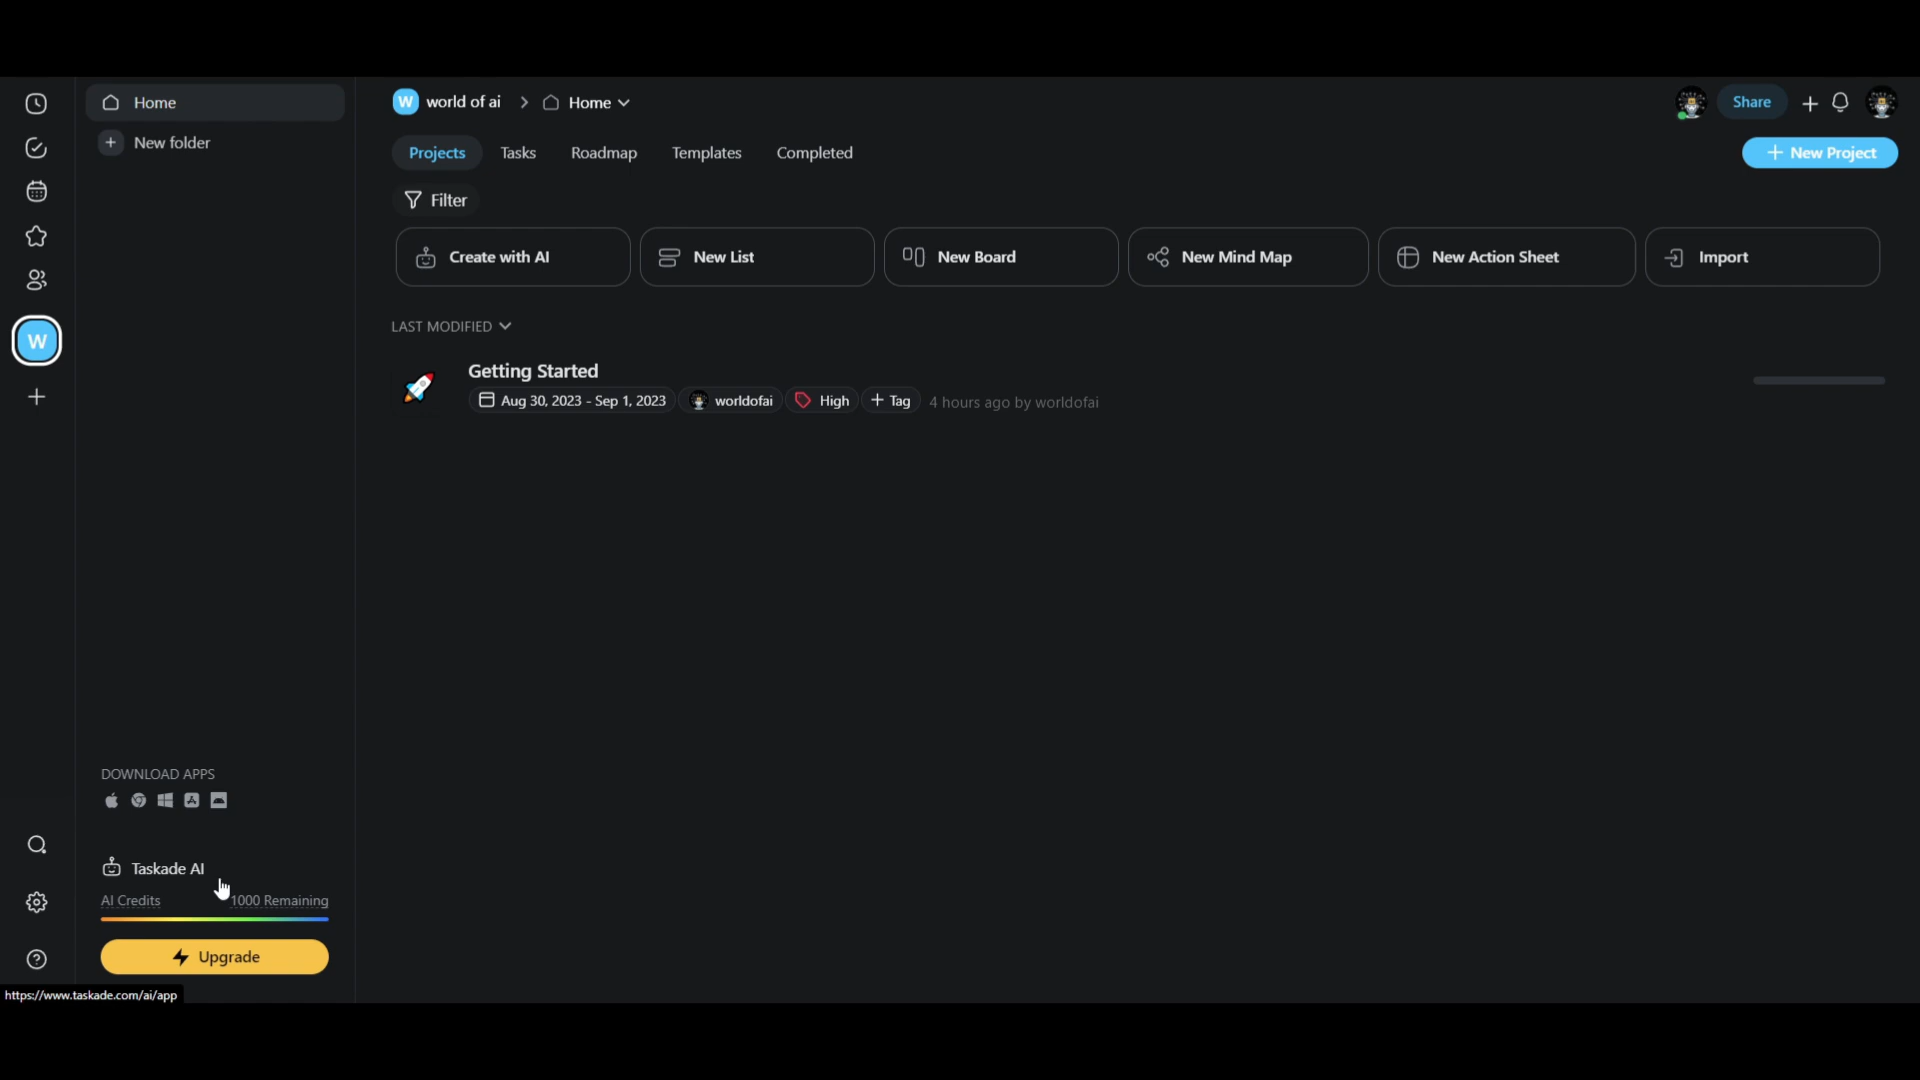 Home
New folder
W
DOWNLOAD APPS
Taskade AI
AI Credits 1000 Remaining
Upgrade
https://www.taskade.com/ai/app
W world of ai Home
Share
Projects Tasks Roadmap Templates Completed
New Project
Filter
Create with AI New List New Board New Mind Map New Action Sheet Import
LAST MODIFIED
Getting Started
Aug 30, 2023 - Sep 1, 2023 worldofai High + Tag 4 hours ago by worldofai